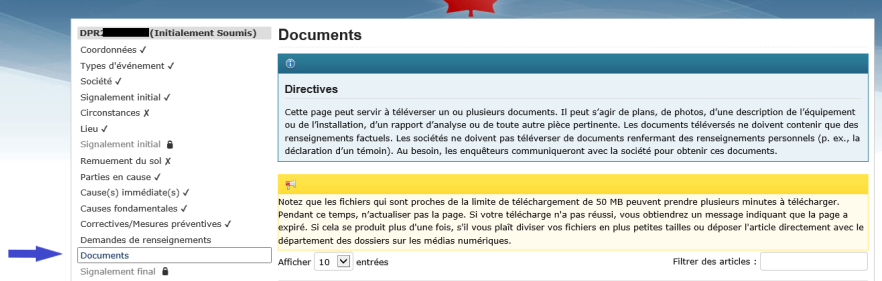 DPR (Initialement Soumis)
Coordonnées ✓
Types d'événement ✓
Société ✓
Signalement initial ✓
Circonstances ✗
Lieu ✓
Signalement initial
Remuement du sol ✗
Parties en cause ✓
Cause(s) immédiate(s) ✓
Causes fondamentales ✓
Correctives/Mesures préventives ✓
Demandes de renseignements
Documents
Signalement final
Documents
Directives
Cette page peut servir à téléverser un ou plusieurs documents. Il peut s'agir de plans, de photos, d'une description de l'équipement
ou de l'installation, d'un rapport d'analyse ou de toute autre pièce pertinente. Les documents téléversés ne doivent contenir que des
renseignements factuels. Les sociétés ne doivent pas téléverser de documents renfermant des renseignements personnels (p. ex., la
déclaration d'un témoin). Au besoin, les enquêteurs communiqueront avec la société pour obtenir ces documents.
Notez que les fichiers qui sont proches de la limite de téléchargement de 50 MB peuvent prendre plusieurs minutes à télécharger.
Pendant ce temps, n'actualiser pas la page. Si votre télécharge n'a pas réussi, vous obtiendrez un message indiquant que la page a
expiré. Si cela se produit plus d'une fois, s'il vous plaît diviser vos fichiers en plus petites tailles ou déposer l'article directement avec le
département des dossiers sur les médias numériques.
Afficher 10 entrées
Filtrer des articles :